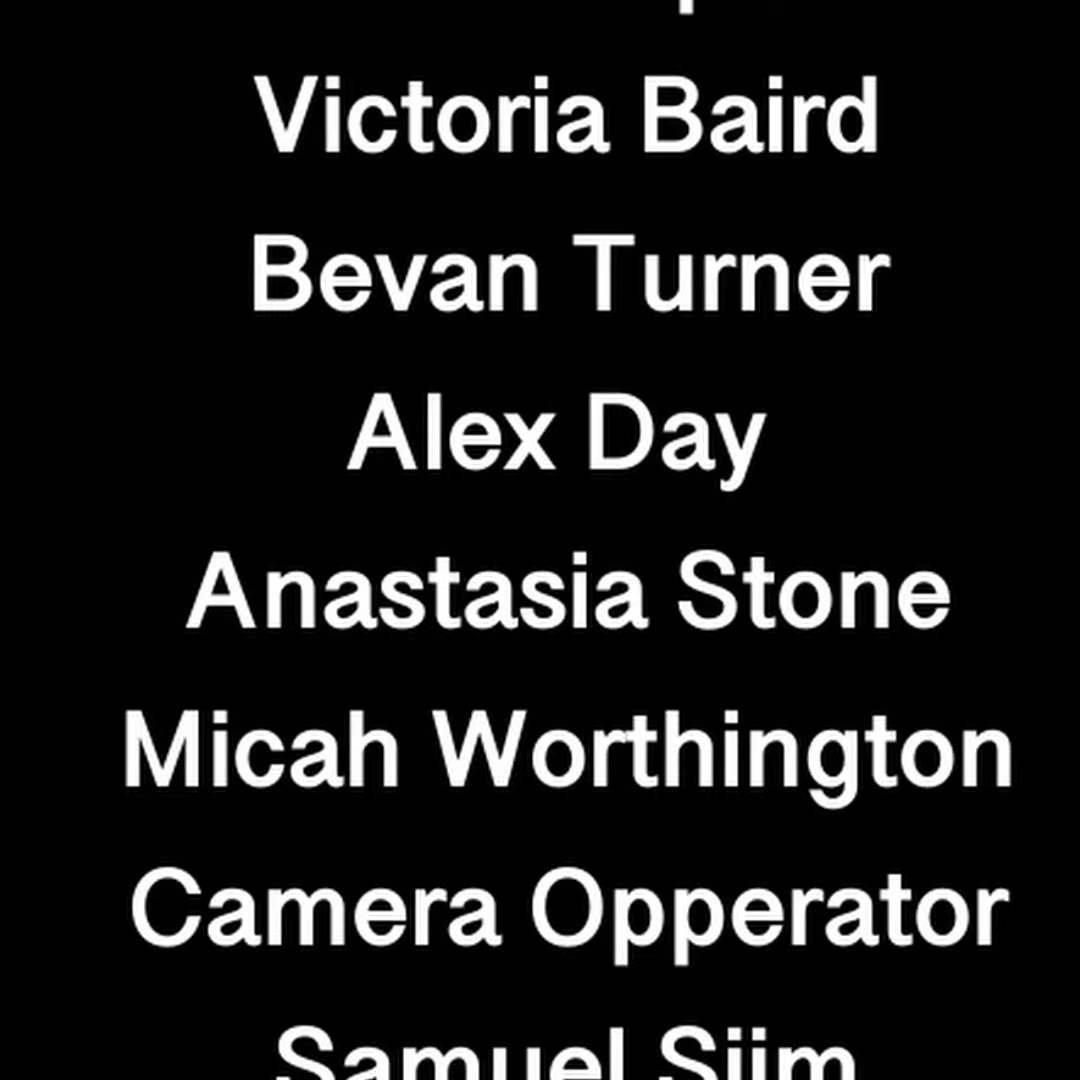 Victoria Baird
Bevan Turner
Alex Day
Anastasia Stone
Micah Worthington
Camera Opperator
Samuel Siim